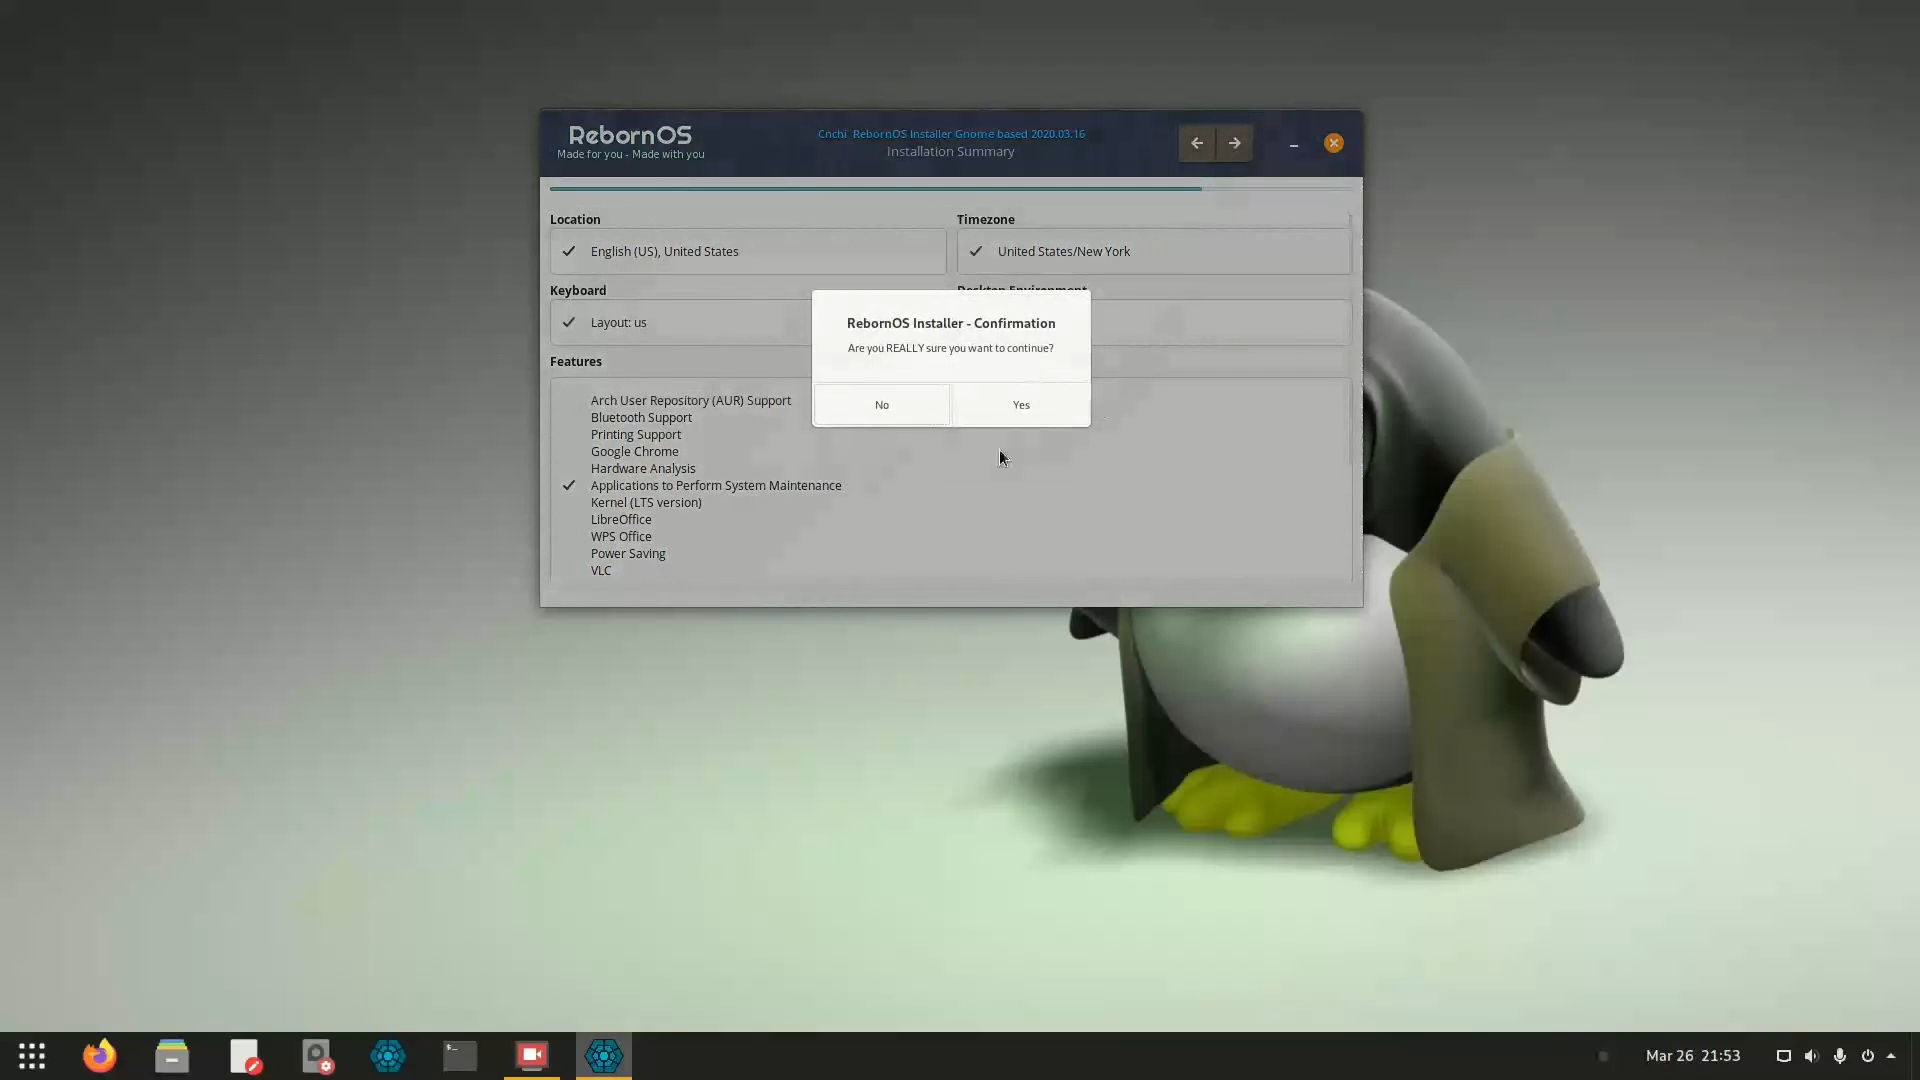 RebornOS
Made for you - Made with you
Cnchi RebornOS Installer Gnome based 2020.03.16
Installation Summary
Location
English (US), United States
Timezone
United States/New York
Keyboard
Layout: us
Desktop Environment
RebornOS Installer - Confirmation
Are you REALLY sure you want to continue?
No
Yes
Features
Arch User Repository (AUR) Support
Bluetooth Support
Printing Support
Google Chrome
Hardware Analysis
Applications to Perform System Maintenance
Kernel (LTS version)
LibreOffice
WPS Office
Power Saving
VLC
Mar 26 21:53